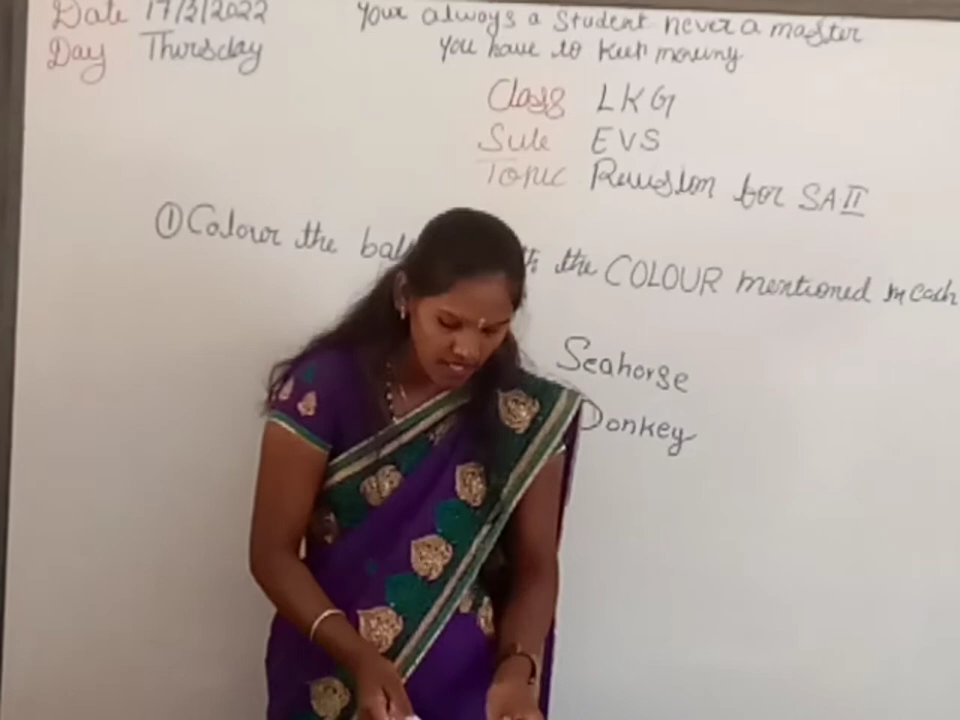 Date 17/3/2022
Day Thursday
Your always a student never a master
you have to keep moving
Class LKG
Sub EVS
Topic Revision for SA II
① Colour the the COLOUR mentioned in each
Seahorse
Donkey